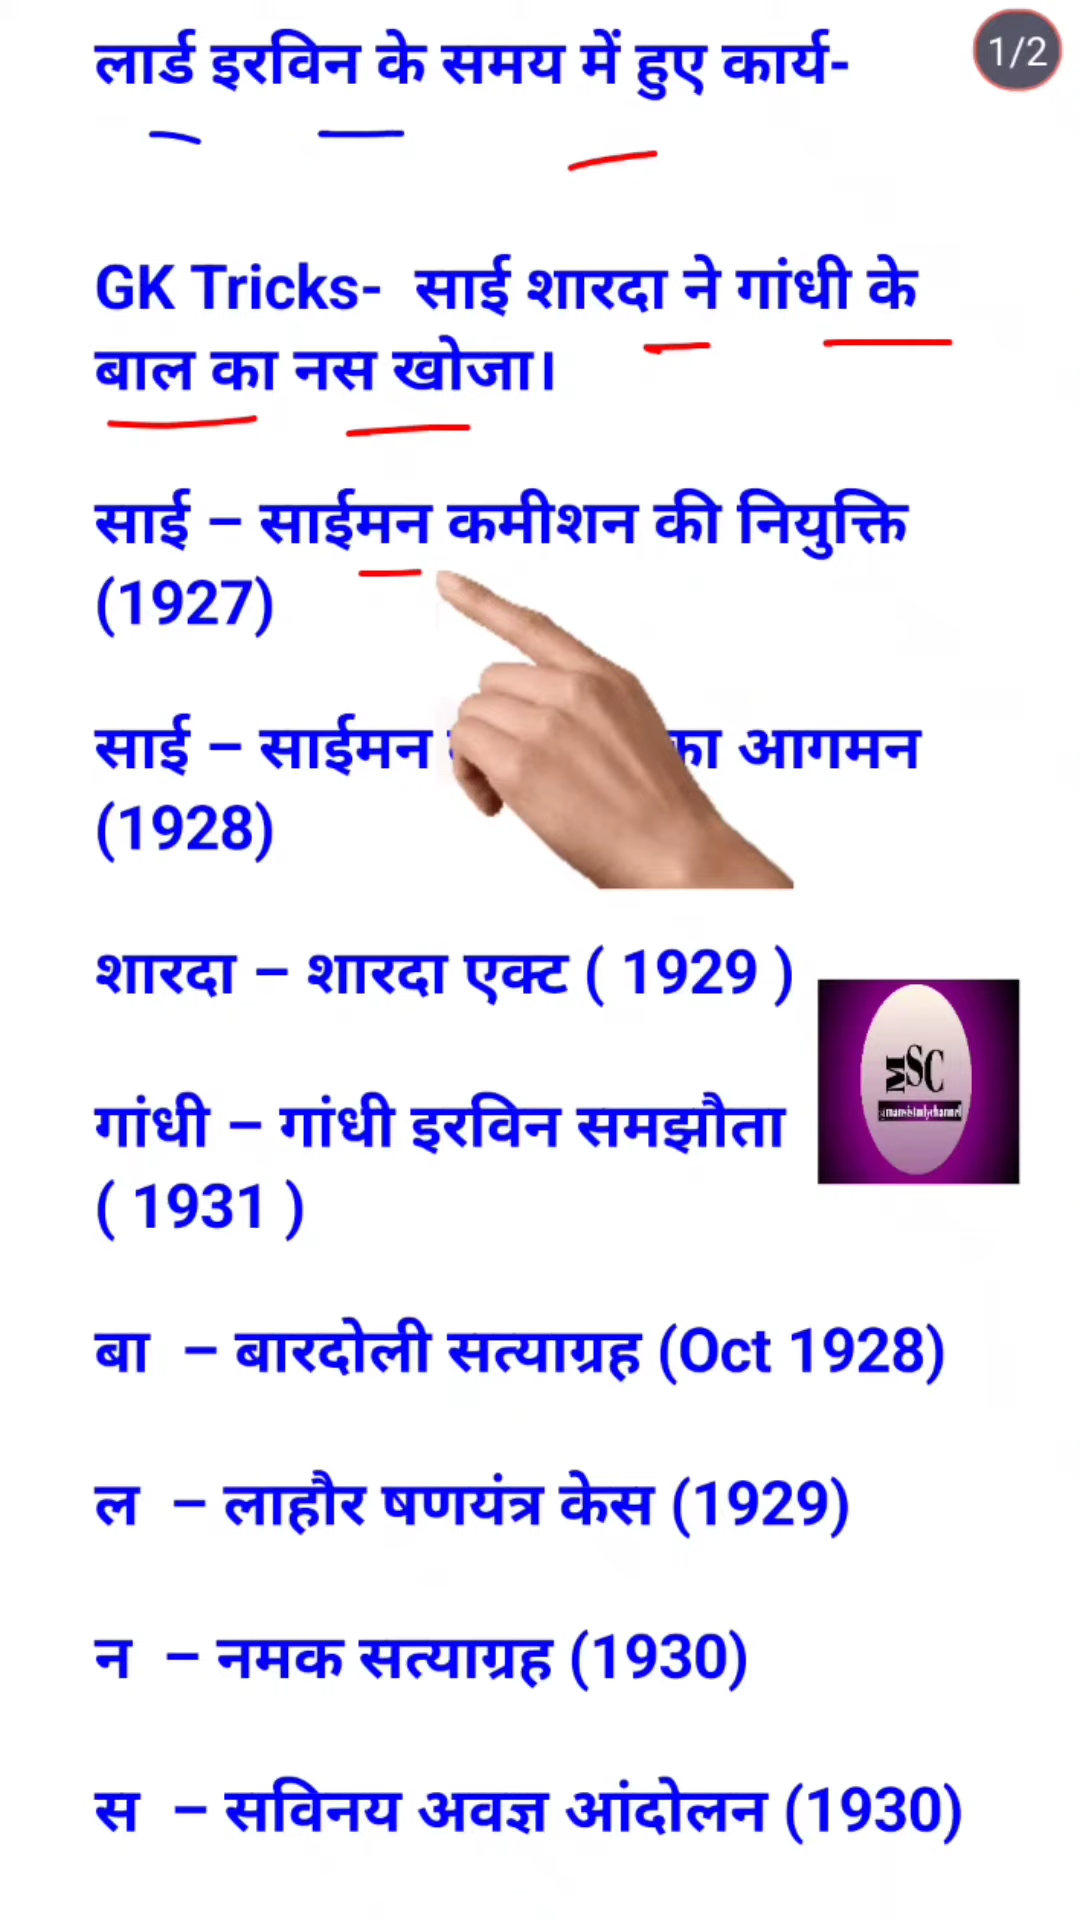 लार्ड इरविन के समय में हुए कार्य-
1/2
GK Tricks- साई शारदा ने गांधी के
बाल का नस खोजा।
साई – साईमन कमीशन की नियुक्ति
(1927)
साई – साईमन का आगमन
(1928)
शारदा – शारदा एक्ट ( 1929 )
MSC
गांधी – गांधी इरविन समझौता
( 1931 )
बा – बारदोली सत्याग्रह (Oct 1928)
ल – लाहौर षणयंत्र केस (1929)
न – नमक सत्याग्रह (1930)
स – सविनय अवज्ञ आंदोलन (1930)